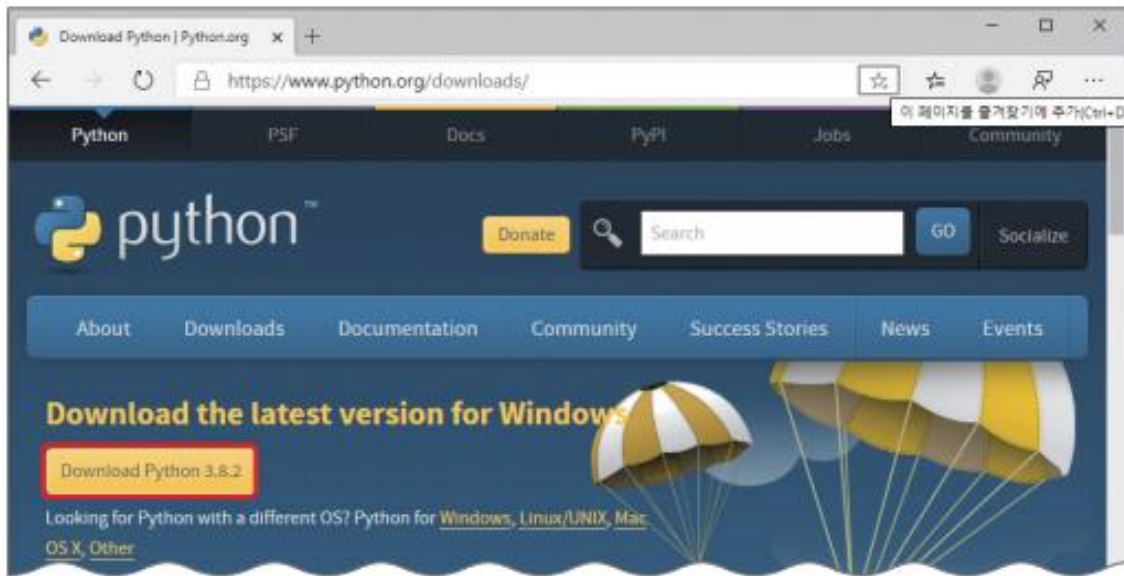 Download Python | Python.org
https://www.python.org/downloads/
이 페이지를 즐겨찾기에 추가(Ctrl+D
Python PSF Docs PyPI Jobs Community
python™
Donate Search GO Socialize
About Downloads Documentation Community Success Stories News Events
Download the latest version for Windows
Download Python 3.8.2
Looking for Python with a different OS? Python for Windows, Linux/UNIX, Mac
OS X, Other